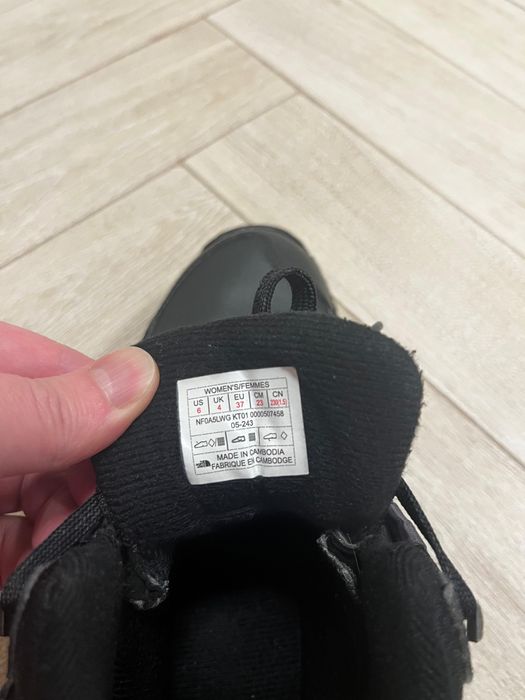 WOMEN'S/FEMMES
US UK EU CM CN
6 4 37 23 230(1.5)
NF0A5LWG KT01 0000507458
0S-243
MADE IN CAMBODIA
FABRIQUE EN CAMBODGE